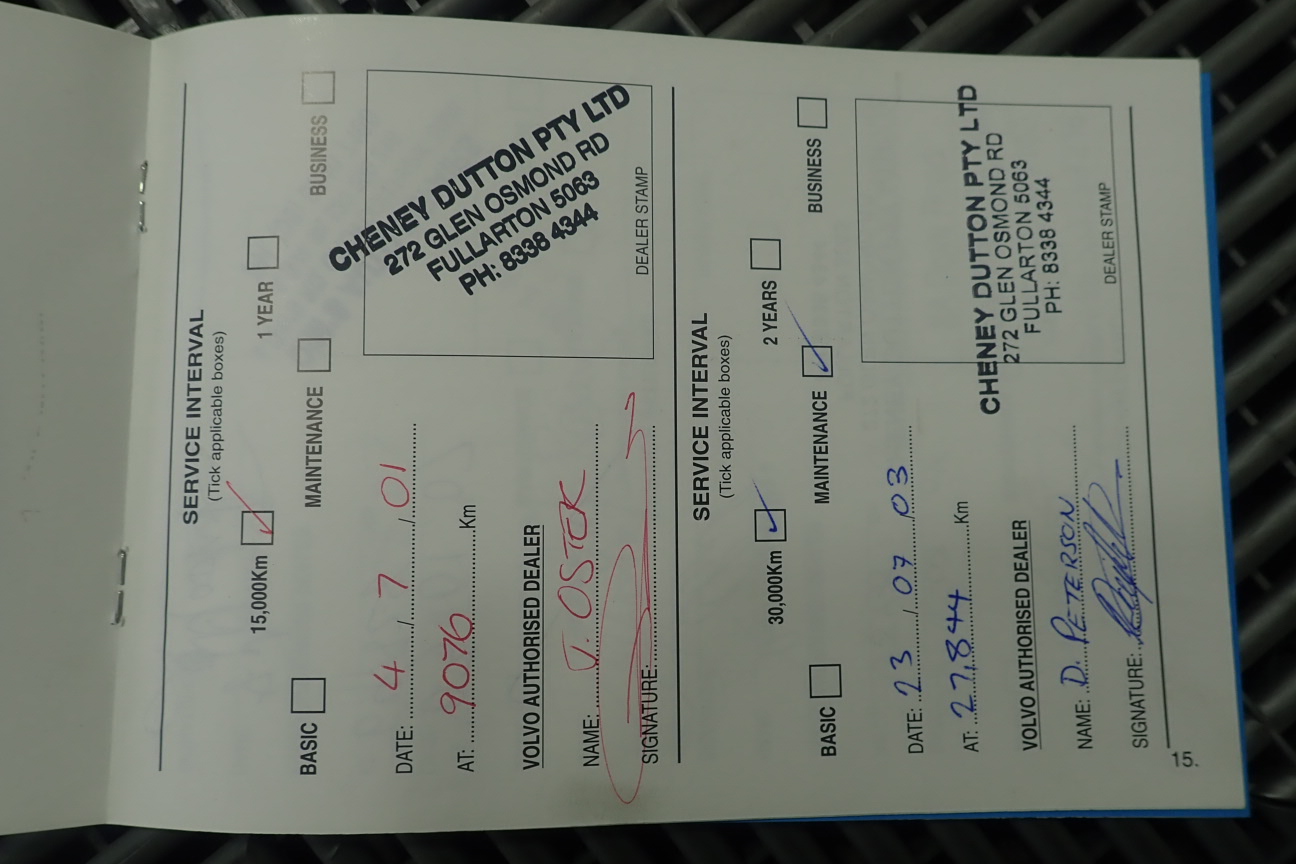 SERVICE INTERVAL
(Tick applicable boxes)
15,000Km 1 YEAR
BASIC MAINTENANCE BUSINESS
DATE: 4 / 7 / 01
AT: 9076 Km
VOLVO AUTHORISED DEALER
NAME: V. OSTEK
SIGNATURE:
CHENEY DUTTON PTY LTD
272 GLEN OSMOND RD
FULLARTON 5063
PH: 8338 4344
DEALER STAMP
SERVICE INTERVAL
(Tick applicable boxes)
30,000Km 2 YEARS
BASIC MAINTENANCE BUSINESS
DATE: 23 / 07 / 03
AT: 27,844 Km
VOLVO AUTHORISED DEALER
NAME: D. PETERSON
SIGNATURE:
CHENEY DUTTON PTY LTD
272 GLEN OSMOND RD
FULLARTON 5063
PH: 8338 4344
DEALER STAMP
15.